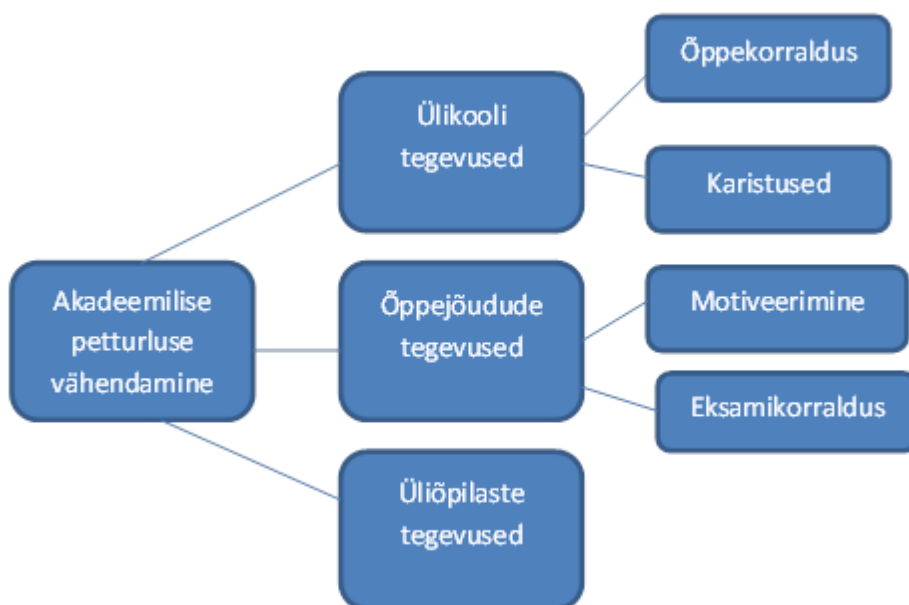 Akadeemilise
petturluse
vähendamine
Ülikooli
tegevused
Õppekorraldus
Karistused
Õppejõudude
tegevused
Motiveerimine
Eksamikorraldus
Üliõpilaste
tegevused